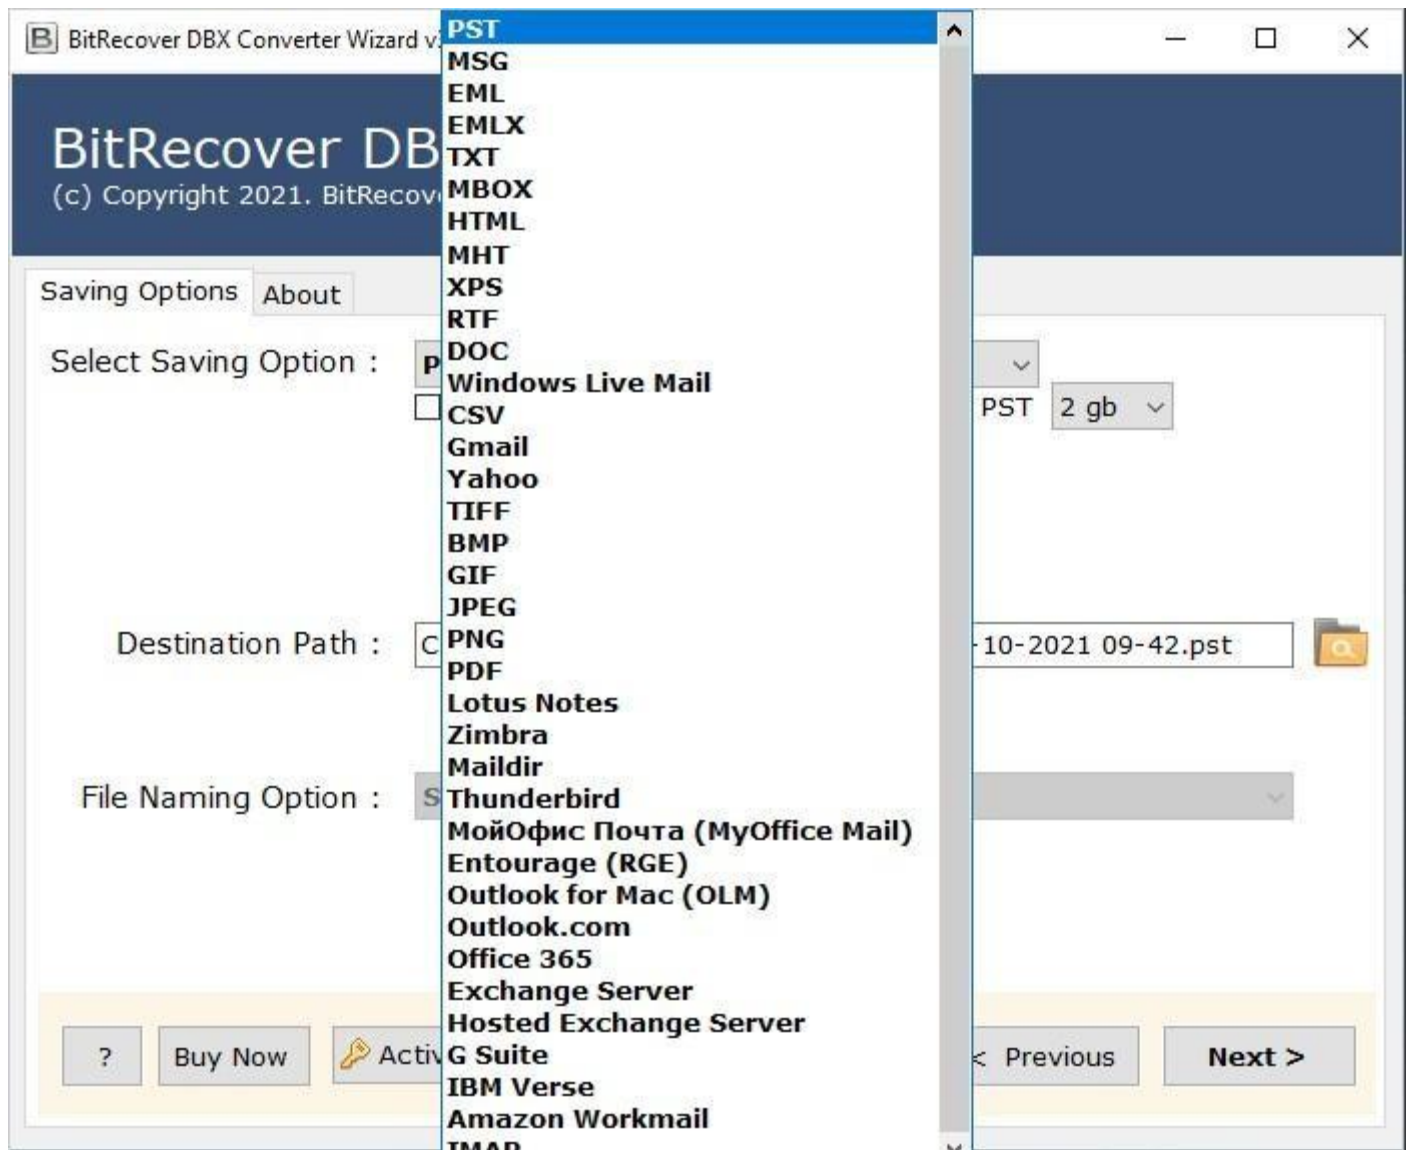 BitRecover DBX Converter Wizard
BitRecover
(c) Copyright 2021.
Saving Options
About
Select Saving Option :
PST
2 gb
Destination Path :
-10-2021 09-42.pst
File Naming Option :
?
Buy Now
< Previous
Next >
PST
MSG
EML
EMLX
TXT
MBOX
HTML
MHT
XPS
RTF
DOC
Windows Live Mail
CSV
Gmail
Yahoo
TIFF
BMP
GIF
JPEG
PNG
PDF
Lotus Notes
Zimbra
Maildir
Thunderbird
МойОфис Почта (MyOffice Mail)
Entourage (RGE)
Outlook for Mac (OLM)
Outlook.com
Office 365
Exchange Server
Hosted Exchange Server
G Suite
IBM Verse
Amazon Workmail
IMAP